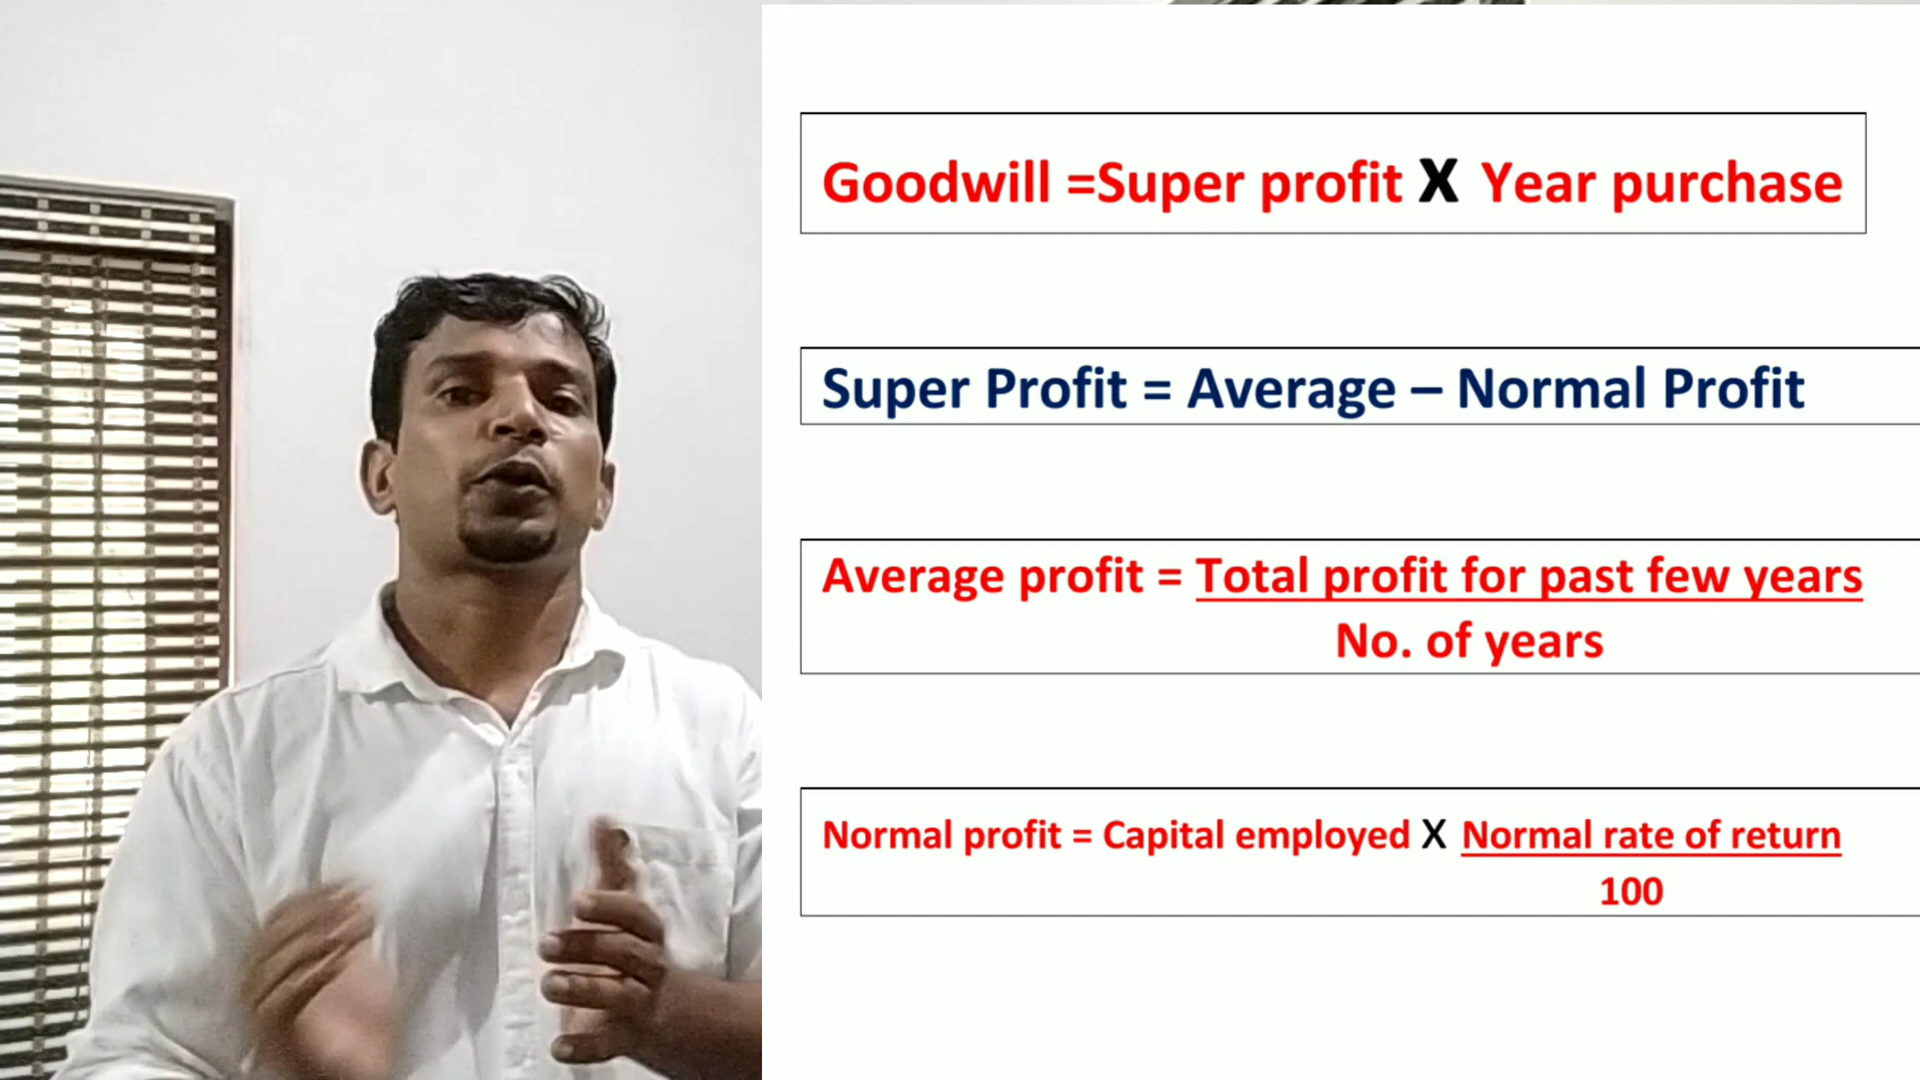 Goodwill =Super profit X Year purchase
Super Profit = Average – Normal Profit
Average profit = Total profit for past few years
No. of years
Normal profit = Capital employed X Normal rate of return
100